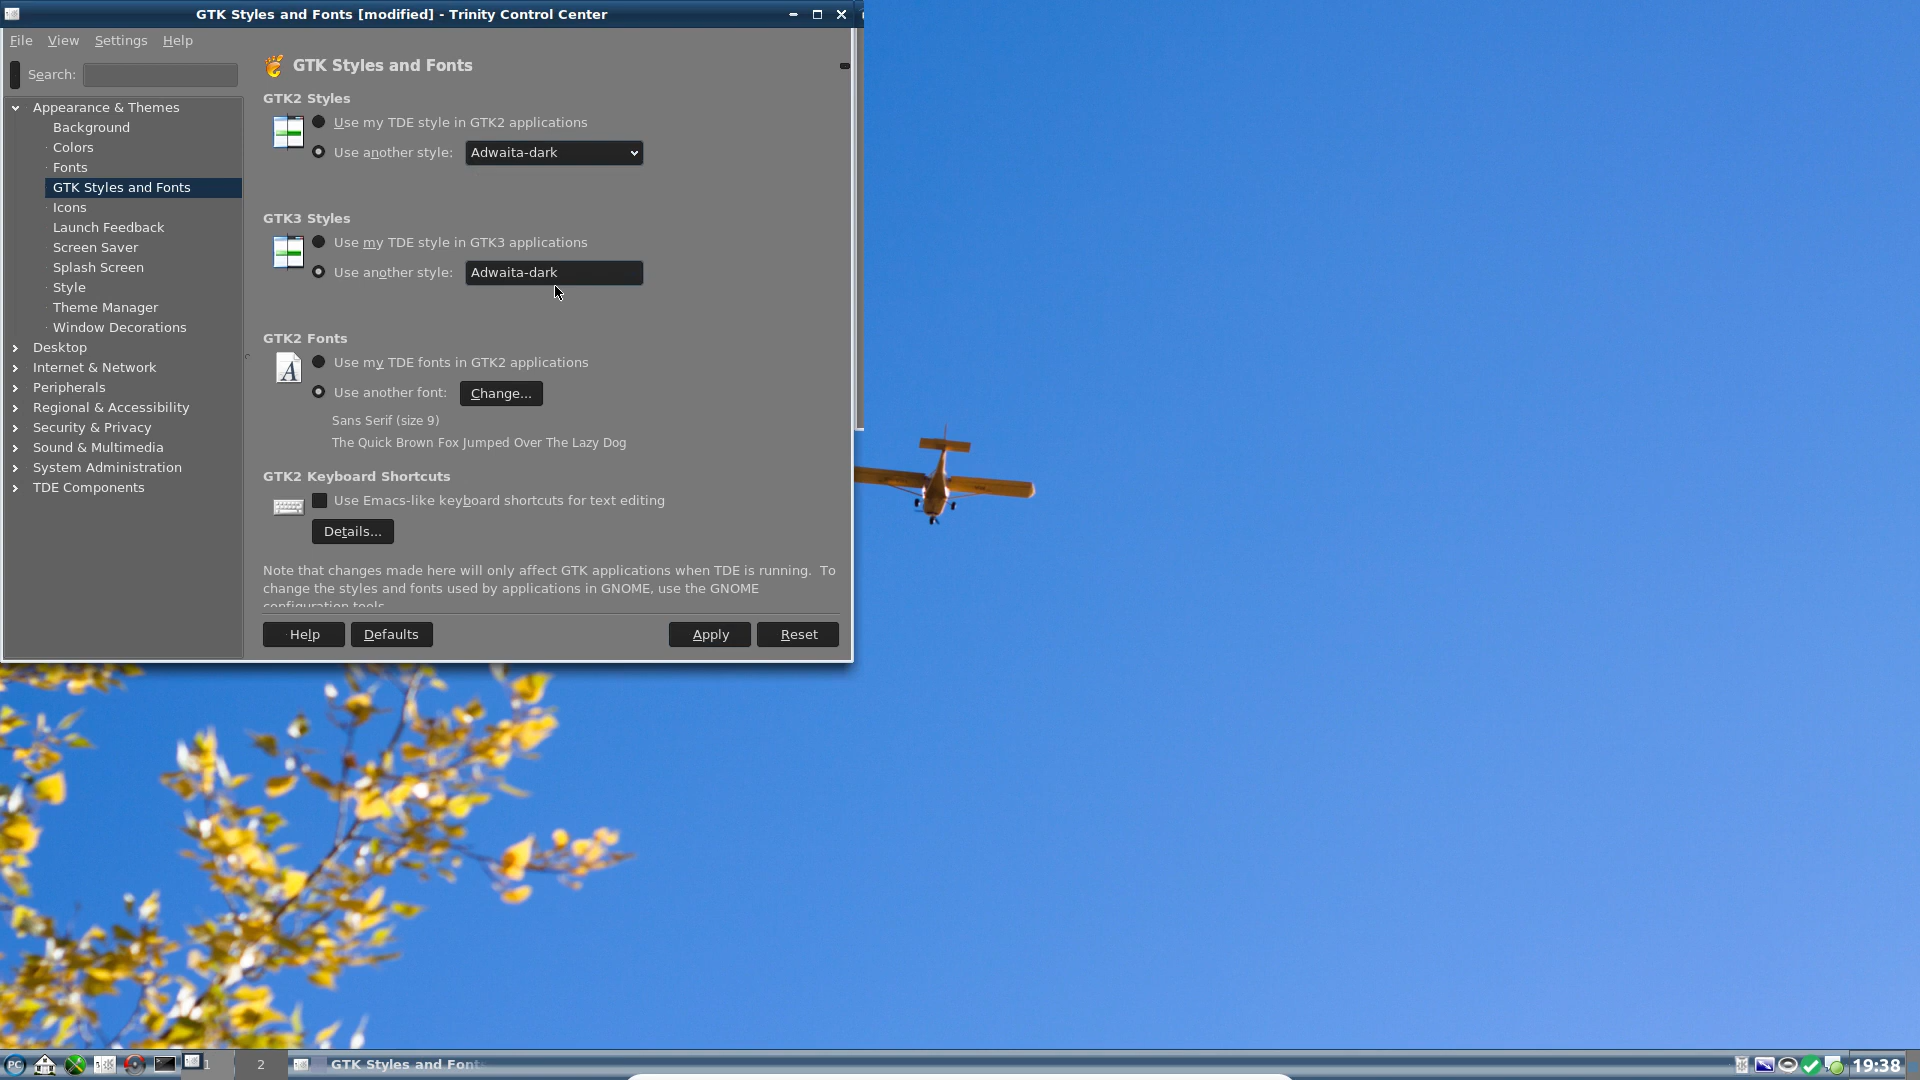 GTK Styles and Fonts [modified] - Trinity Control Center
File View Settings Help
Search:
GTK Styles and Fonts
Appearance & Themes
Background
Colors
Fonts
GTK Styles and Fonts
Icons
Launch Feedback
Screen Saver
Splash Screen
Style
Theme Manager
Window Decorations
Desktop
Internet & Network
Peripherals
Regional & Accessibility
Security & Privacy
Sound & Multimedia
System Administration
TDE Components
GTK2 Styles
Use my TDE style in GTK2 applications
Use another style: Adwaita-dark
GTK3 Styles
Use my TDE style in GTK3 applications
Use another style: Adwaita-dark
GTK2 Fonts
Use my TDE fonts in GTK2 applications
Use another font: Change...
Sans Serif (size 9)
The Quick Brown Fox Jumped Over The Lazy Dog
GTK2 Keyboard Shortcuts
Use Emacs-like keyboard shortcuts for text editing
Details...
Note that changes made here will only affect GTK applications when TDE is running. To
change the styles and fonts used by applications in GNOME, use the GNOME
configuration tools.
Help Defaults Apply Reset
PC 1 2 GTK Styles and Font 19:38